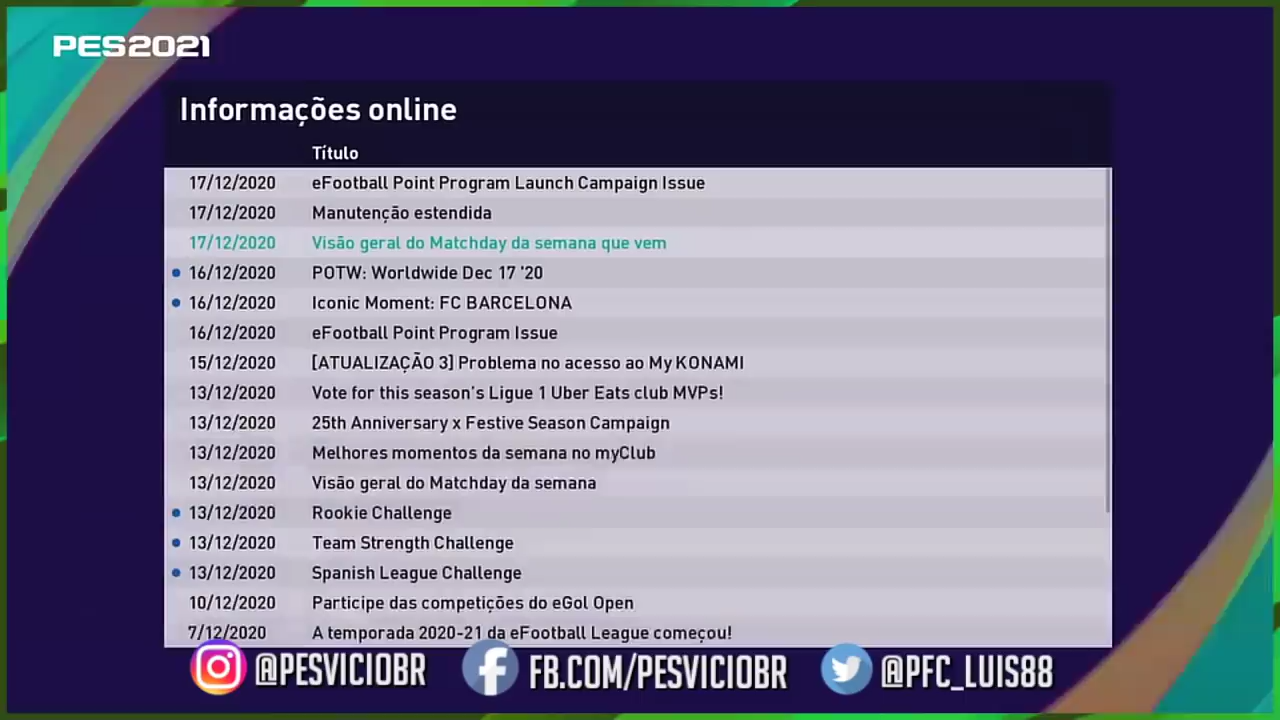 PES2021
Informações online
Título
17/12/2020 eFootball Point Program Launch Campaign Issue
17/12/2020 Manutenção estendida
17/12/2020 Visão geral do Matchday da semana que vem
16/12/2020 POTW: Worldwide Dec 17 '20
16/12/2020 Iconic Moment: FC BARCELONA
16/12/2020 eFootball Point Program Issue
15/12/2020 [ATUALIZAÇÃO 3] Problema no acesso ao My KONAMI
13/12/2020 Vote for this season's Ligue 1 Uber Eats club MVPs!
13/12/2020 25th Anniversary x Festive Season Campaign
13/12/2020 Melhores momentos da semana no myClub
13/12/2020 Visão geral do Matchday da semana
13/12/2020 Rookie Challenge
13/12/2020 Team Strength Challenge
13/12/2020 Spanish League Challenge
10/12/2020 Participe das competições do eGol Open
7/12/2020 A temporada 2020-21 da eFootball League começou!
@PESVICIOBR FB.COM/PESVICIOBR @PFC_LUIS88